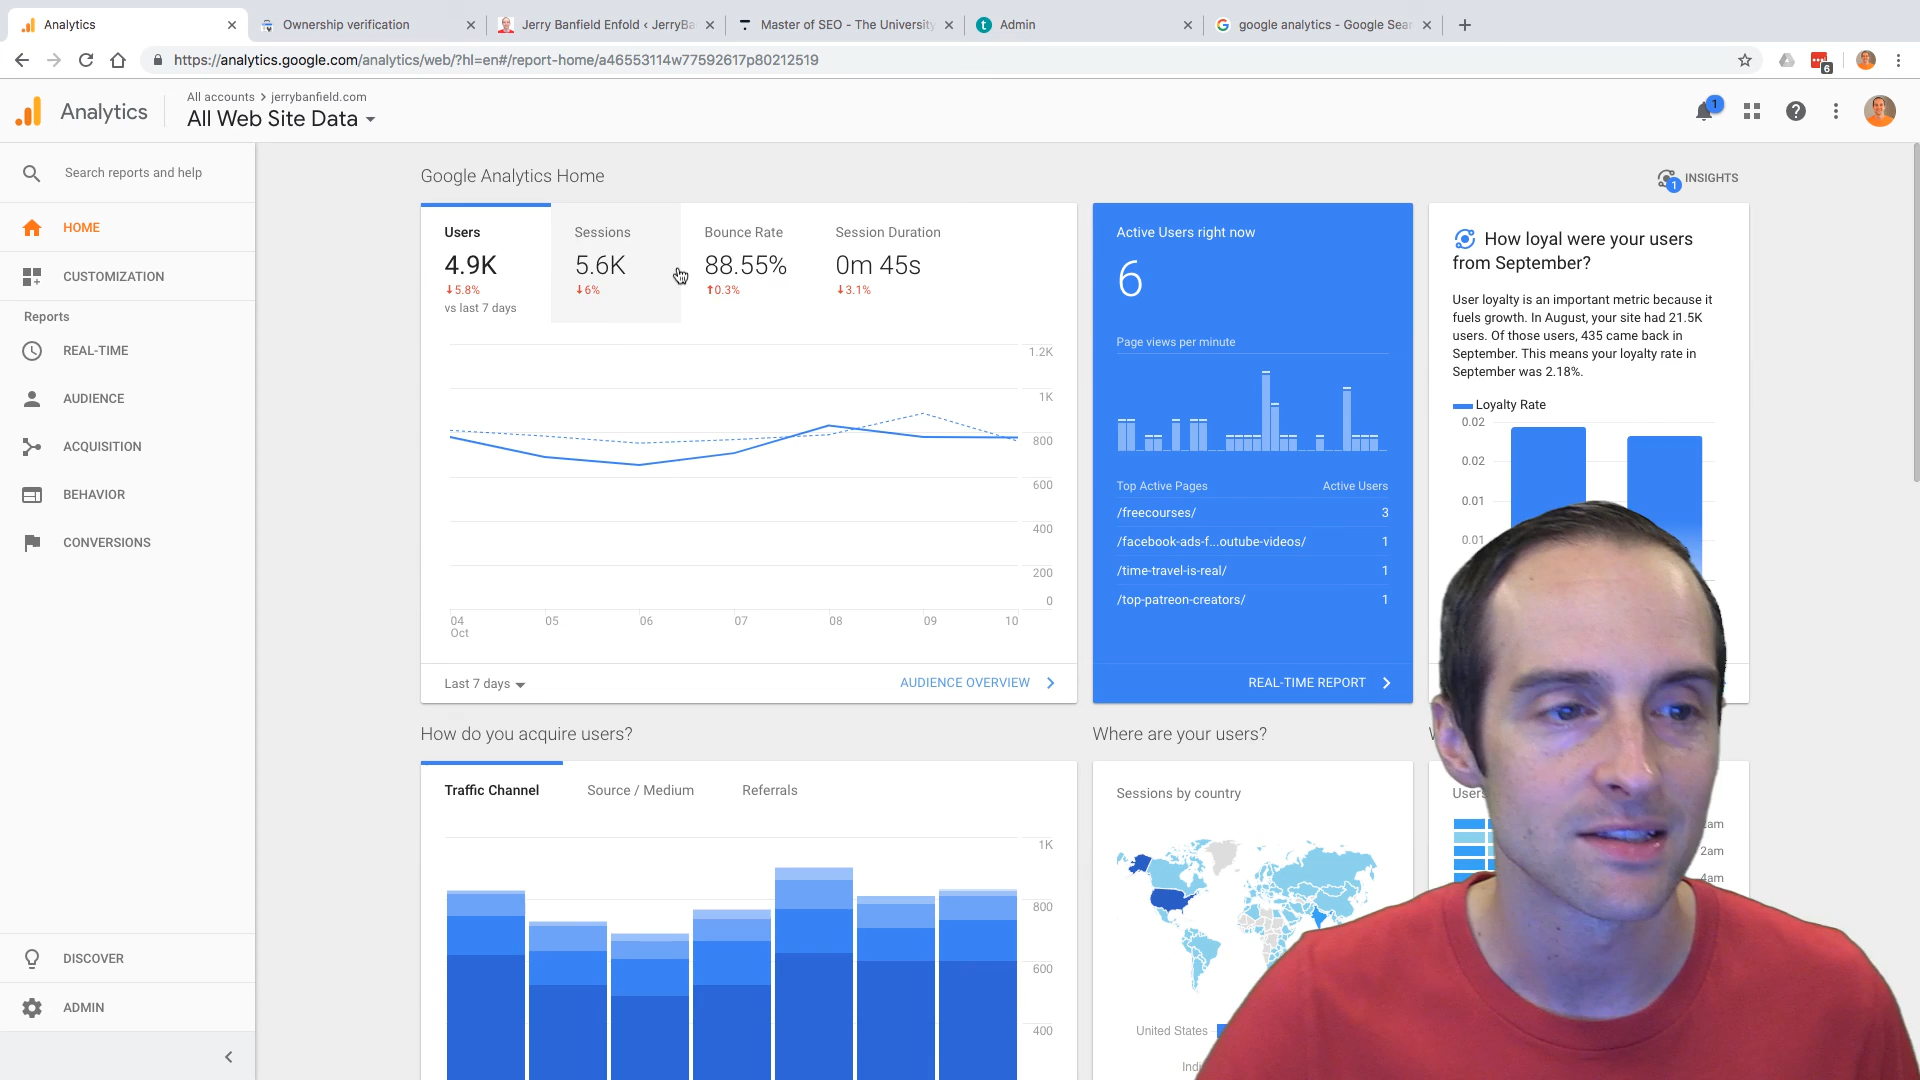 Analytics
Ownership verification
Jerry Banfield Enfold ‹ JerryBa
Master of SEO - The University
t Admin
google analytics - Google Sear
https://analytics.google.com/analytics/web/?hl=en#/report-home/a46553114w77592617p80212519
6
Analytics
All accounts > jerrybanfield.com
All Web Site Data
1
Search reports and help
HOME
CUSTOMIZATION
Reports
REAL-TIME
AUDIENCE
ACQUISITION
BEHAVIOR
CONVERSIONS
DISCOVER
ADMIN
Google Analytics Home
1 INSIGHTS
Users
4.9K
5.8%
vs last 7 days
Sessions
5.6K
6%
Bounce Rate
88.55%
0.3%
Session Duration
0m 45s
3.1%
1.2K
1K
800
600
400
200
0
04 05 06 07 08 09 10
Oct
Last 7 days
AUDIENCE OVERVIEW
Active Users right now
6
Page views per minute
Top Active Pages Active Users
/freecourses/ 3
/facebook-ads-f...outube-videos/ 1
/time-travel-is-real/ 1
/top-patreon-creators/ 1
REAL-TIME REPORT
How loyal were your users
from September?
User loyalty is an important metric because it
fuels growth. In August, your site had 21.5K
users. Of those users, 435 came back in
September. This means your loyalty rate in
September was 2.18%.
Loyalty Rate
0.02
0.02
0.01
0.01
How do you acquire users?
Traffic Channel
Source / Medium
Referrals
1K
800
600
400
Where are your users?
Sessions by country
United States
Indi
Users
2am
4am